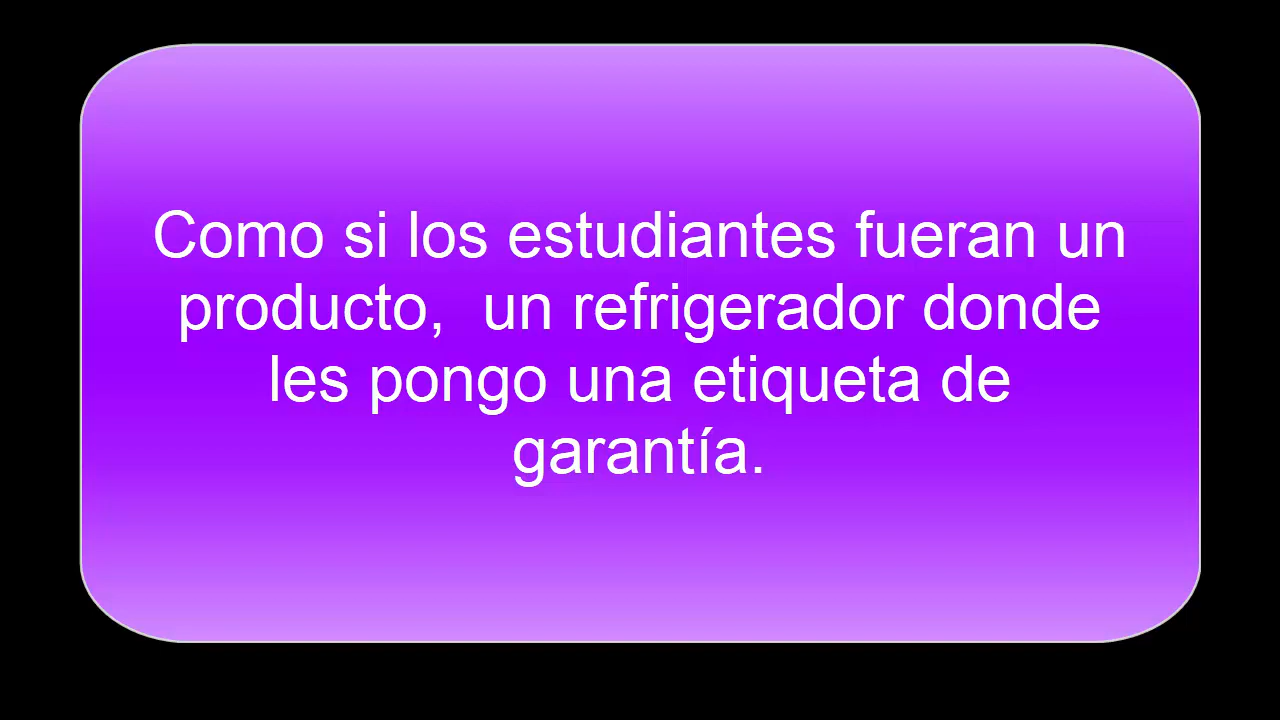 Como si los estudiantes fueran un
producto,  un refrigerador donde
les pongo una etiqueta de
garantía.